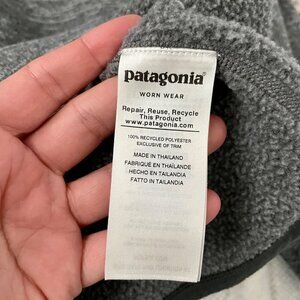 patagonia®
WORN WEAR
Repair, Reuse, Recycle
This Product
www.patagonia.com
100% RECYCLED POLYESTER
EXCLUSIVE OF TRIM
MADE IN THAILAND
FABRIQUÉ EN THAÏLANDE
HECHO EN TAILANDIA
FATTO IN TAILANDIA